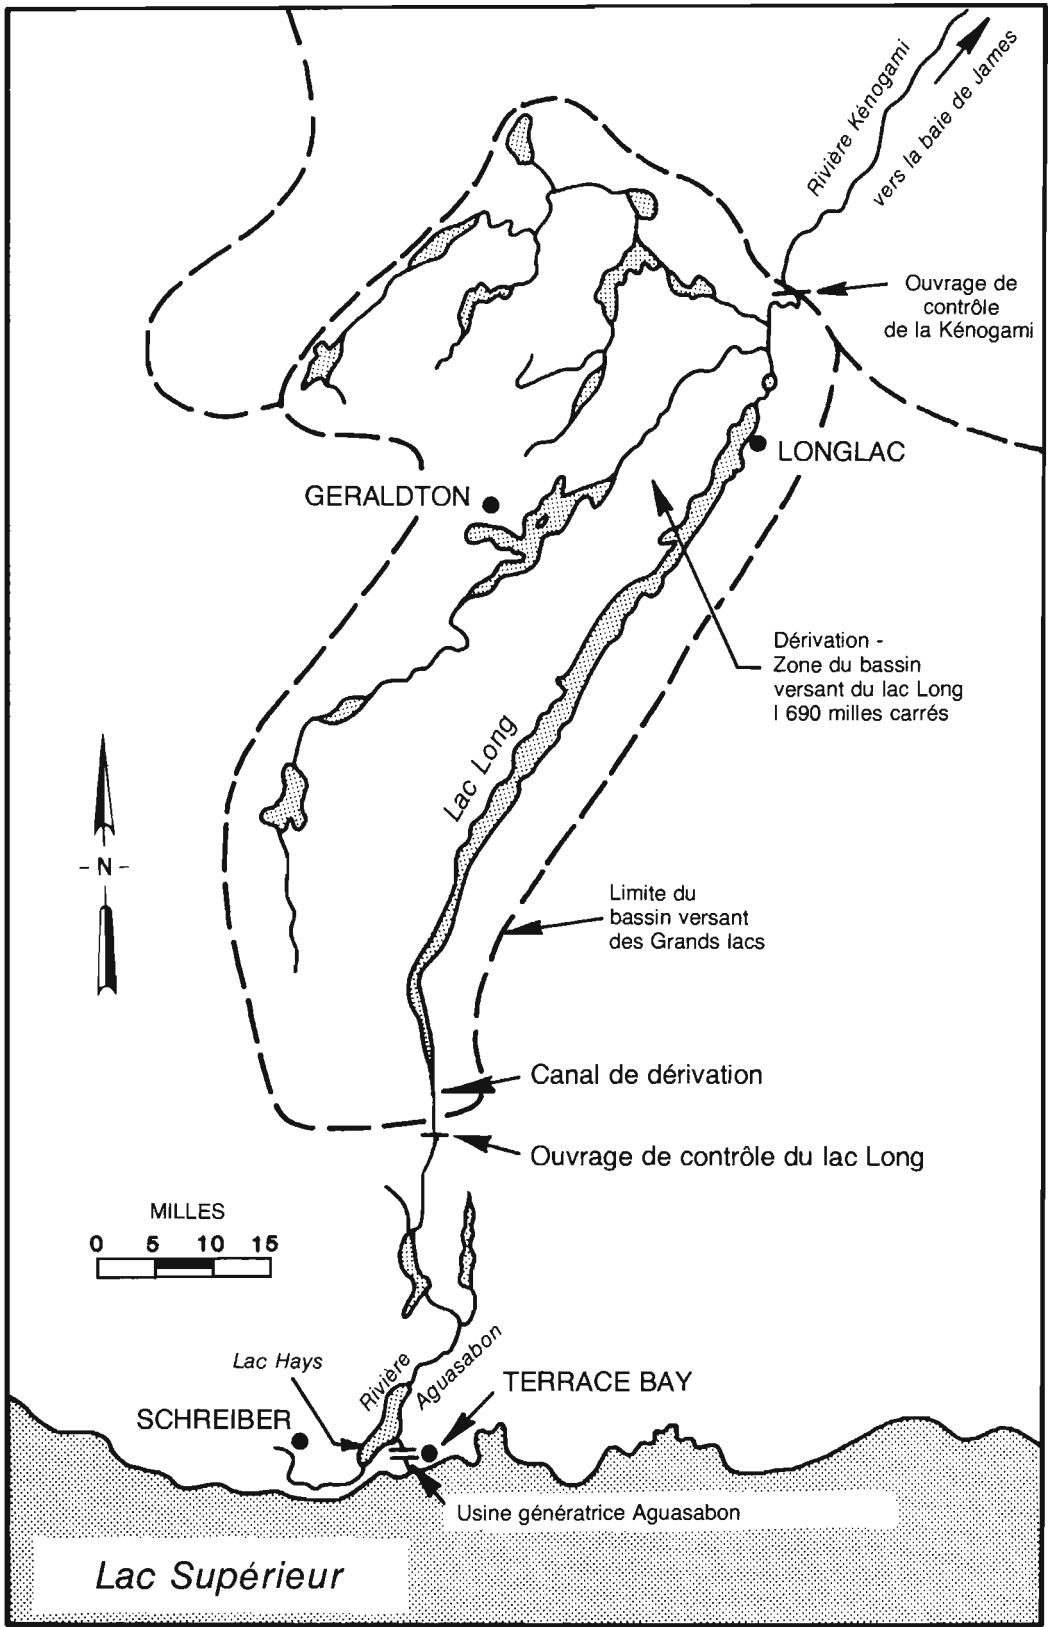 Rivière Kénogami
vers la baie de James
Ouvrage de
contrôle
de la Kénogami
LONGLAC
GERALDTON
Dérivation -
Zone du bassin
versant du lac Long
I 690 milles carrés
Lac Long
- N -
Limite du
bassin versant
des Grands lacs
Canal de dérivation
Ouvrage de contrôle du lac Long
MILLES
0 5 10 15
Lac Hays
Rivière
Aguasabon
TERRACE BAY
SCHREIBER
Usine génératrice Aguasabon
Lac Supérieur